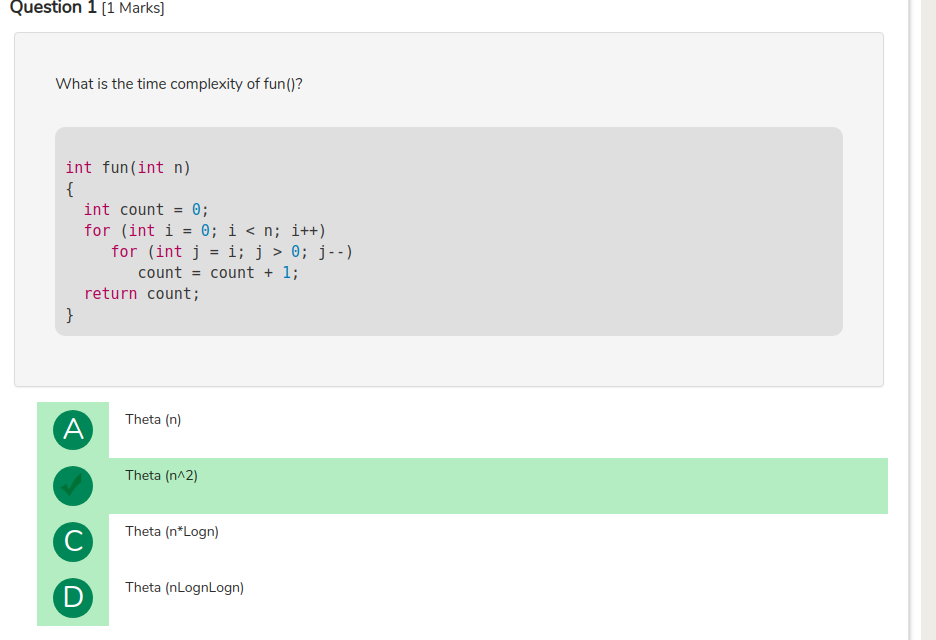 Question 1 [1 Marks]
What is the time complexity of fun()?
int fun(int n)
{
  int count = 0;
  for (int i = 0; i < n; i++)
     for (int j = i; j > 0; j--)
        count = count + 1;
  return count;
}
A Theta (n)
Theta (n^2)
C Theta (n*Logn)
D Theta (nLognLogn)